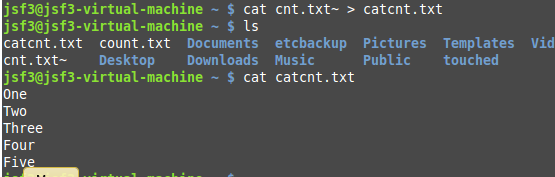 jsf3@jsf3-virtual-machine ~ $ cat cnt.txt~ > catcnt.txt
jsf3@jsf3-virtual-machine ~ $ ls
catcnt.txt  count.txt  Documents  etcbackup  Pictures  Templates  Vid
cnt.txt~    Desktop    Downloads  Music      Public    touched
jsf3@jsf3-virtual-machine ~ $ cat catcnt.txt
One
Two
Three
Four
Five
jsf3@jsf3-virtual-machine ~ $